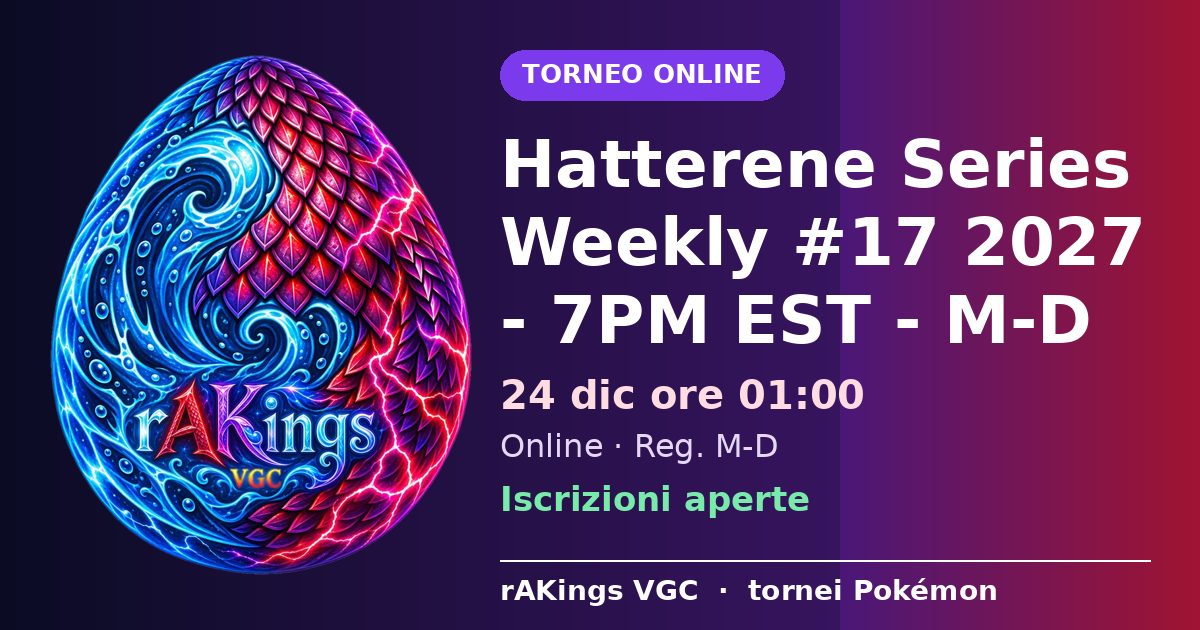 TORNEO ONLINE
Hatterene Series
Weekly #17 2027
- 7PM EST - M-D
24 dic ore 01:00
Online · Reg. M-D
Iscrizioni aperte
rAKings VGC · tornei Pokémon
rAKings
VGC